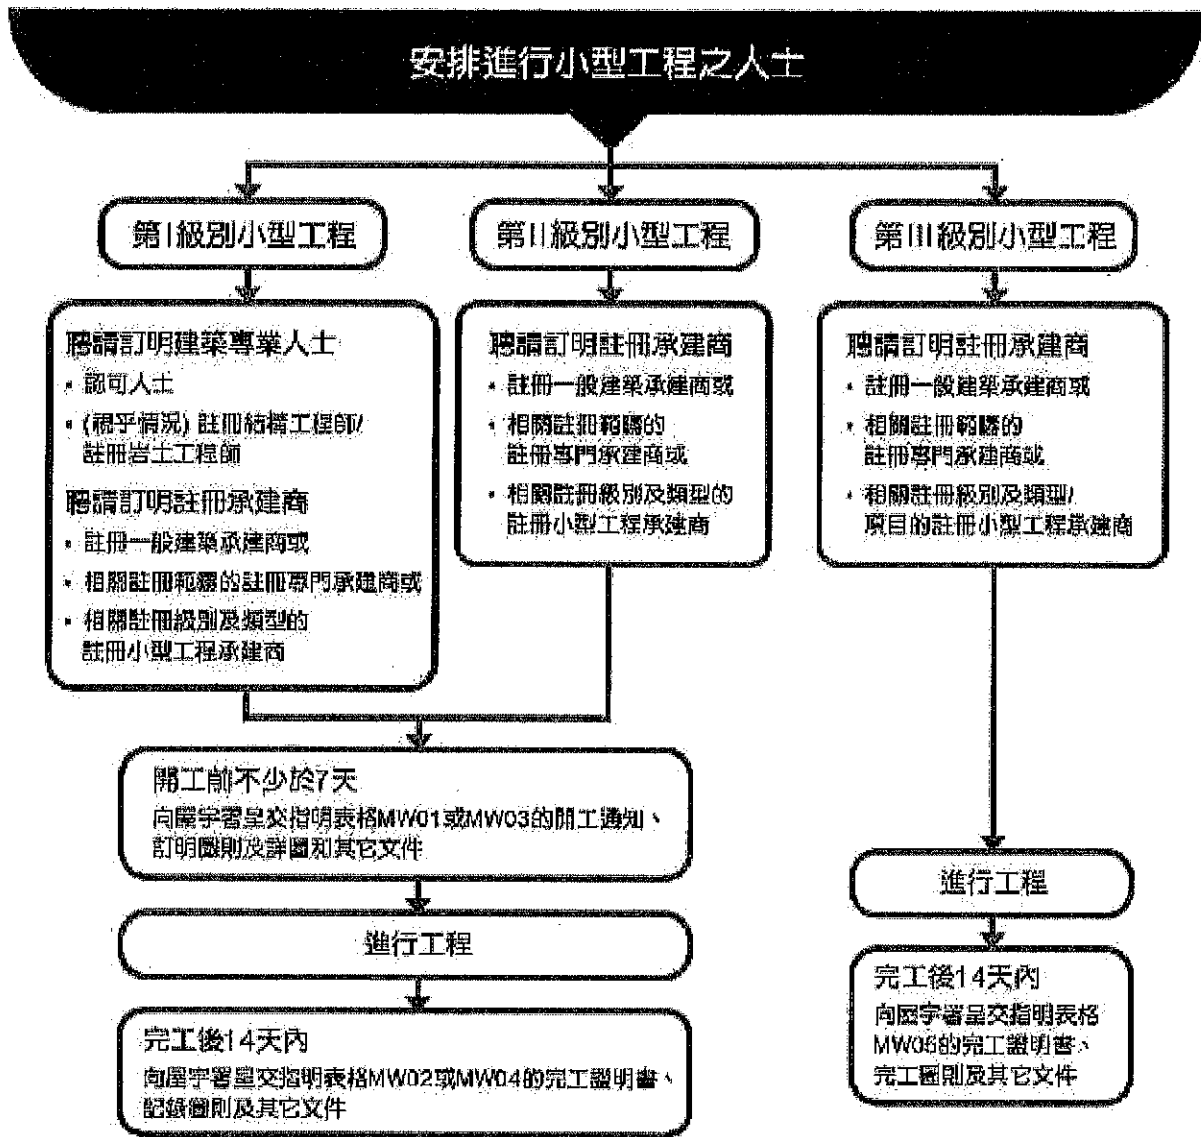 安排進行小型工程之人士
第I級別小型工程
第II級別小型工程
第III級別小型工程
聘請訂明建築專業人士
• 認可人士
• (視乎情況) 註冊結構工程師/
註冊岩土工程師
聘請訂明註冊承建商
• 註冊一般建築承建商或
• 相關註冊範疇的註冊專門承建商或
• 相關註冊級別及類型的
註冊小型工程承建商
聘請訂明註冊承建商
• 註冊一般建築承建商或
• 相關註冊範疇的
註冊專門承建商或
• 相關註冊級別及類型的
註冊小型工程承建商
聘請訂明註冊承建商
• 註冊一般建築承建商或
• 相關註冊範疇的
註冊專門承建商或
• 相關註冊級別及類型/
項目的註冊小型工程承建商
開工前不少於7天
向屋宇署呈交指明表格MW01或MW03的開工通知、
訂明圖則及詳圖和其它文件
進行工程
完工後14天內
向屋宇署呈交指明表格MW02或MW04的完工證明書、
記錄圖則及其它文件
進行工程
完工後14天內
向屋宇署呈交指明表格
MW05的完工證明書、
完工圖則及其它文件